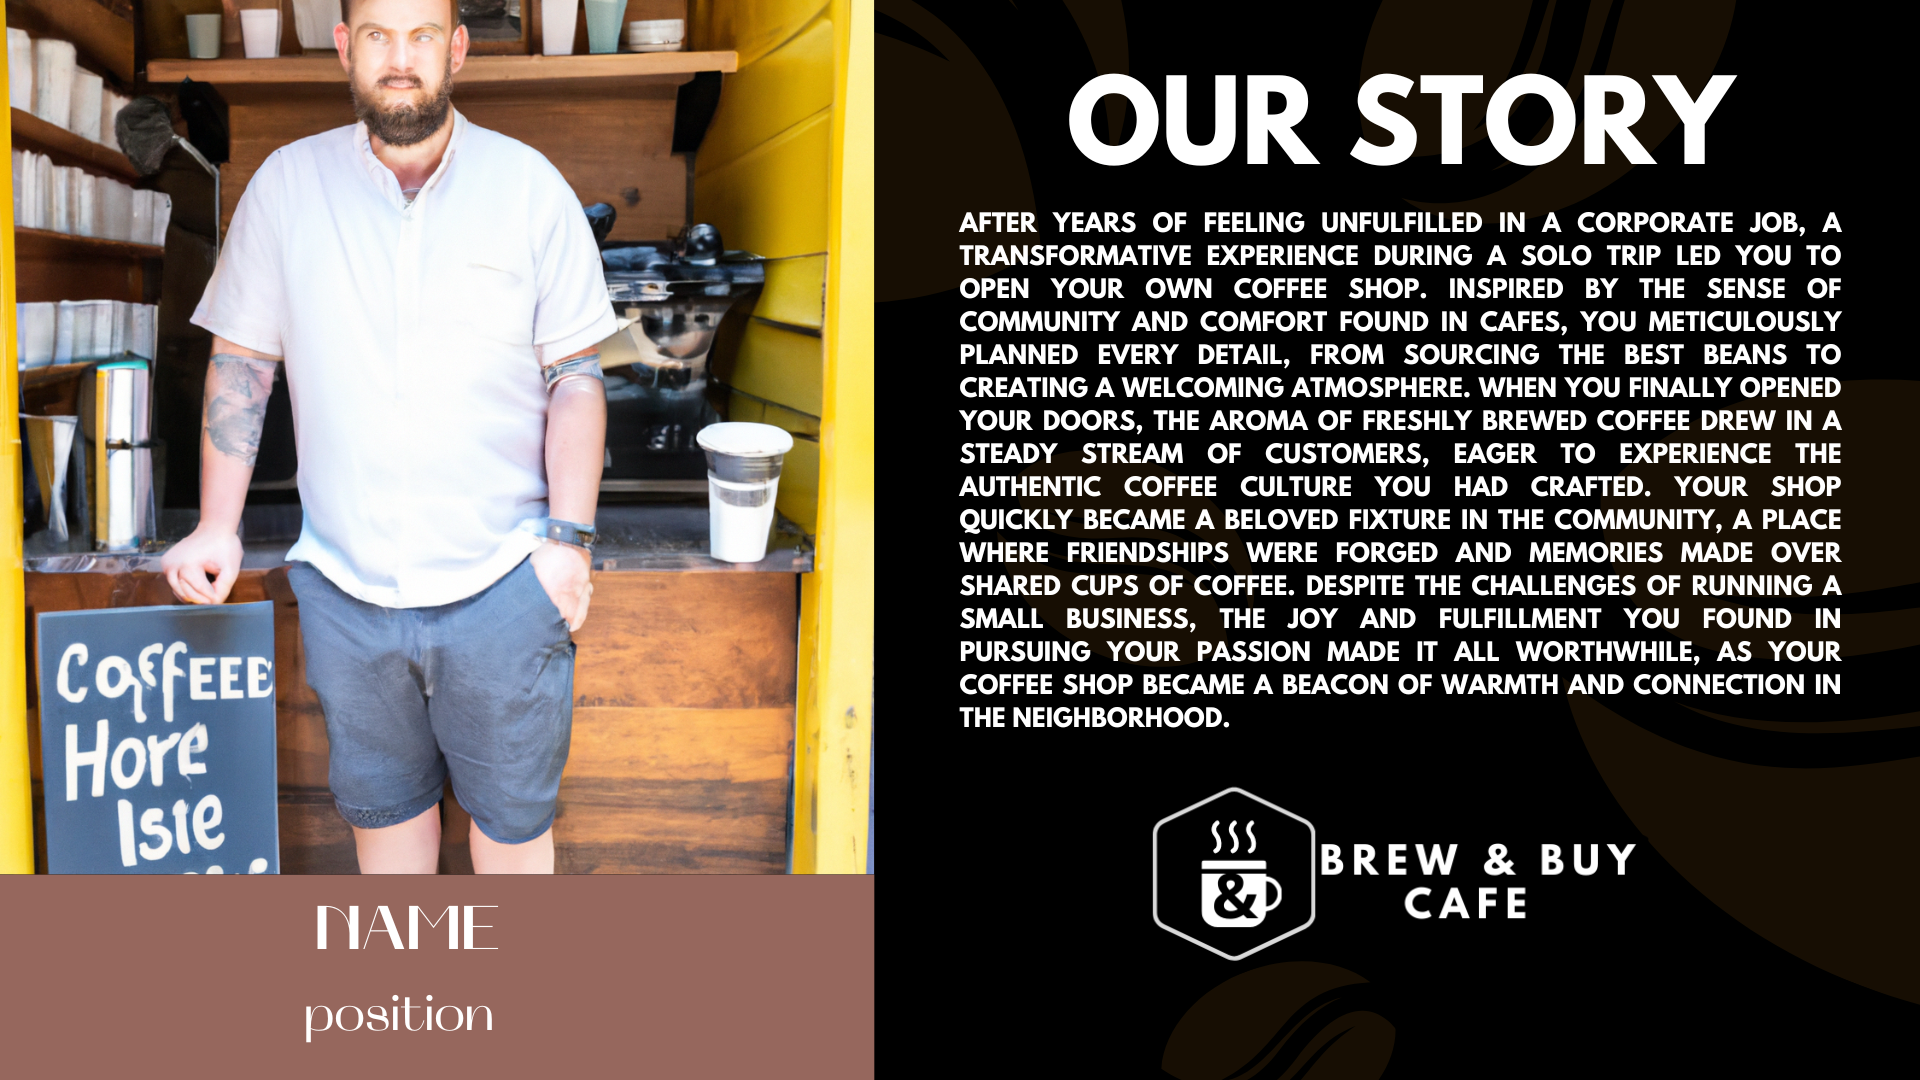 CoffEEE
Hore
Isle
NAME
position
OUR STORY
AFTER YEARS OF FEELING UNFULFILLED IN A CORPORATE JOB, A
TRANSFORMATIVE EXPERIENCE DURING A SOLO TRIP LED YOU TO
OPEN YOUR OWN COFFEE SHOP. INSPIRED BY THE SENSE OF
COMMUNITY AND COMFORT FOUND IN CAFES, YOU METICULOUSLY
PLANNED EVERY DETAIL, FROM SOURCING THE BEST BEANS TO
CREATING A WELCOMING ATMOSPHERE. WHEN YOU FINALLY OPENED
YOUR DOORS, THE AROMA OF FRESHLY BREWED COFFEE DREW IN A
STEADY STREAM OF CUSTOMERS, EAGER TO EXPERIENCE THE
AUTHENTIC COFFEE CULTURE YOU HAD CRAFTED. YOUR SHOP
QUICKLY BECAME A BELOVED FIXTURE IN THE COMMUNITY, A PLACE
WHERE FRIENDSHIPS WERE FORGED AND MEMORIES MADE OVER
SHARED CUPS OF COFFEE. DESPITE THE CHALLENGES OF RUNNING A
SMALL BUSINESS, THE JOY AND FULFILLMENT YOU FOUND IN
PURSUING YOUR PASSION MADE IT ALL WORTHWHILE, AS YOUR
COFFEE SHOP BECAME A BEACON OF WARMTH AND CONNECTION IN
THE NEIGHBORHOOD.
&
BREW & BUY
CAFE